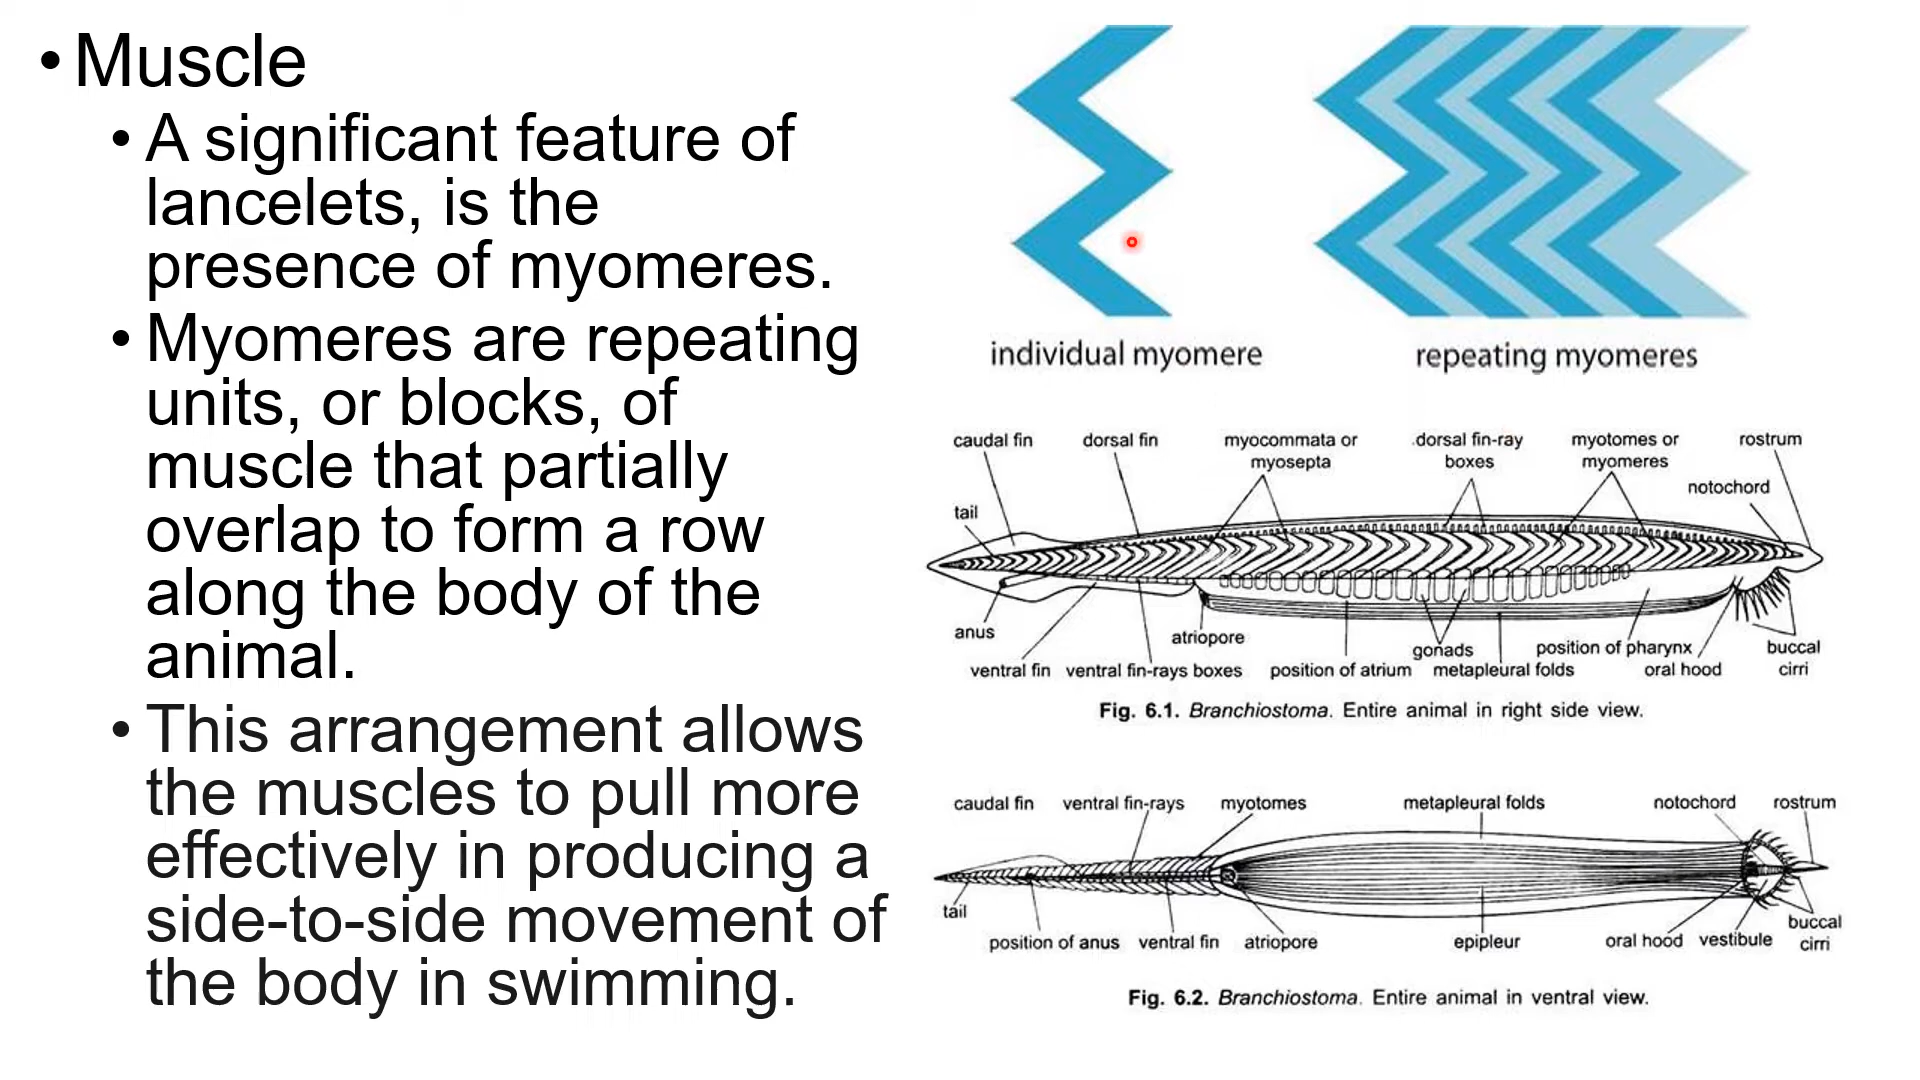 • Muscle
• A significant feature of
lancelets, is the
presence of myomeres.
• Myomeres are repeating
units, or blocks, of
muscle that partially
overlap to form a row
along the body of the
animal.
• This arrangement allows
the muscles to pull more
effectively in producing a
side-to-side movement of
the body in swimming.
individual myomere
repeating myomeres
caudal fin
dorsal fin
myocommata or
myosepta
dorsal fin-ray
boxes
myotomes or
myomeres
rostrum
notochord
tail
anus
atriopore
gonads
position of pharynx
buccal
cirri
ventral fin
ventral fin-rays boxes
position of atrium
metapleural folds
oral hood
Fig. 6.1. Branchiostoma. Entire animal in right side view.
caudal fin
ventral fin-rays
myotomes
metapleural folds
notochord
rostrum
tail
position of anus
ventral fin
atriopore
epipleur
oral hood
vestibule
buccal
cirri
Fig. 6.2. Branchiostoma. Entire animal in ventral view.